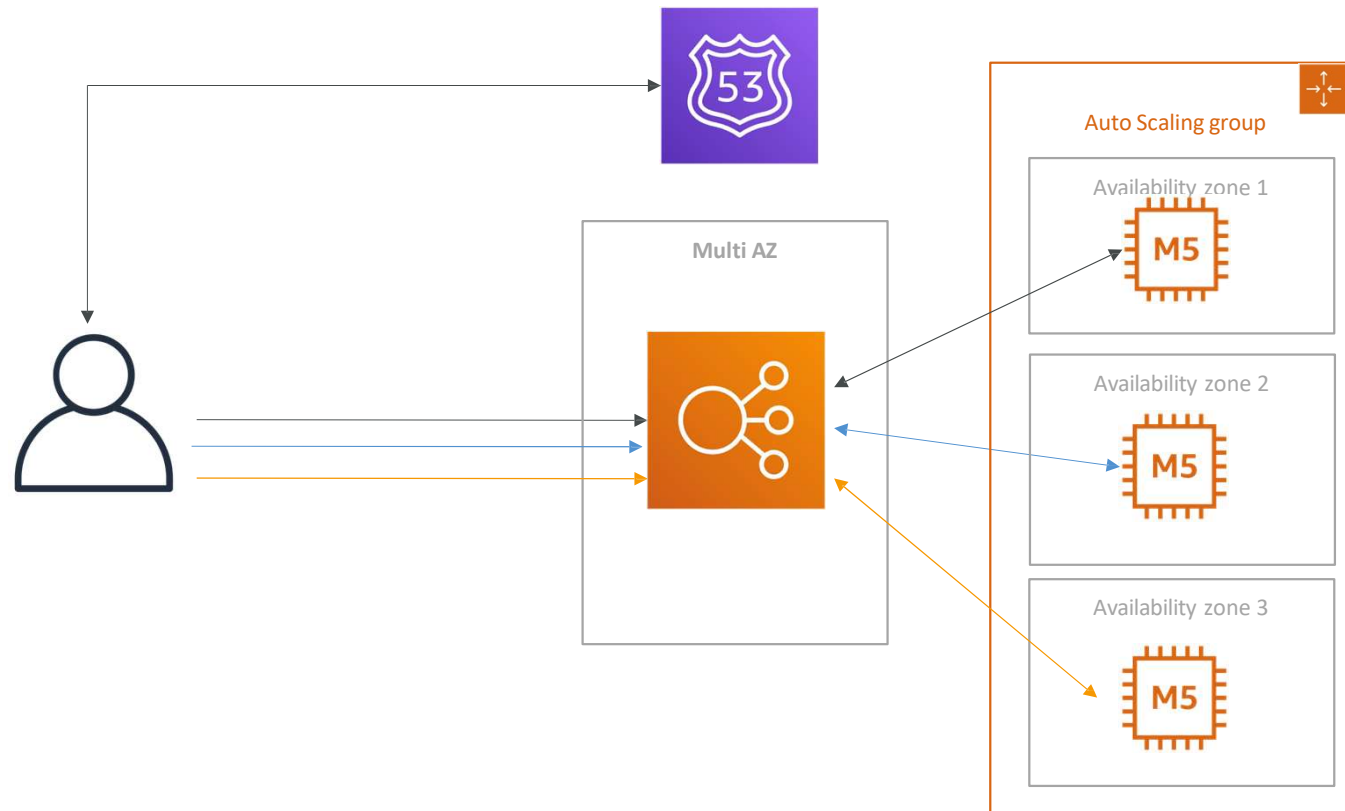 53
Auto Scaling group
Availability zone 1
M5
Multi AZ
Availability zone 2
M5
Availability zone 3
M5